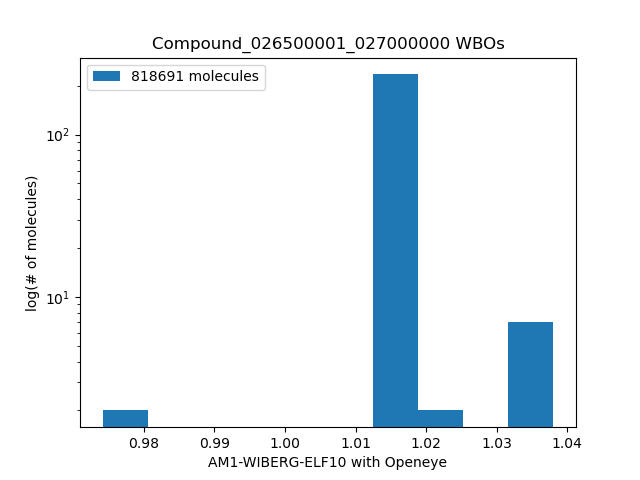 Compound_026500001_027000000 WBOs
818691 molecules
log(# of molecules)
10²
10¹
0.98 0.99 1.00 1.01 1.02 1.03 1.04
AM1-WIBERG-ELF10 with Openeye